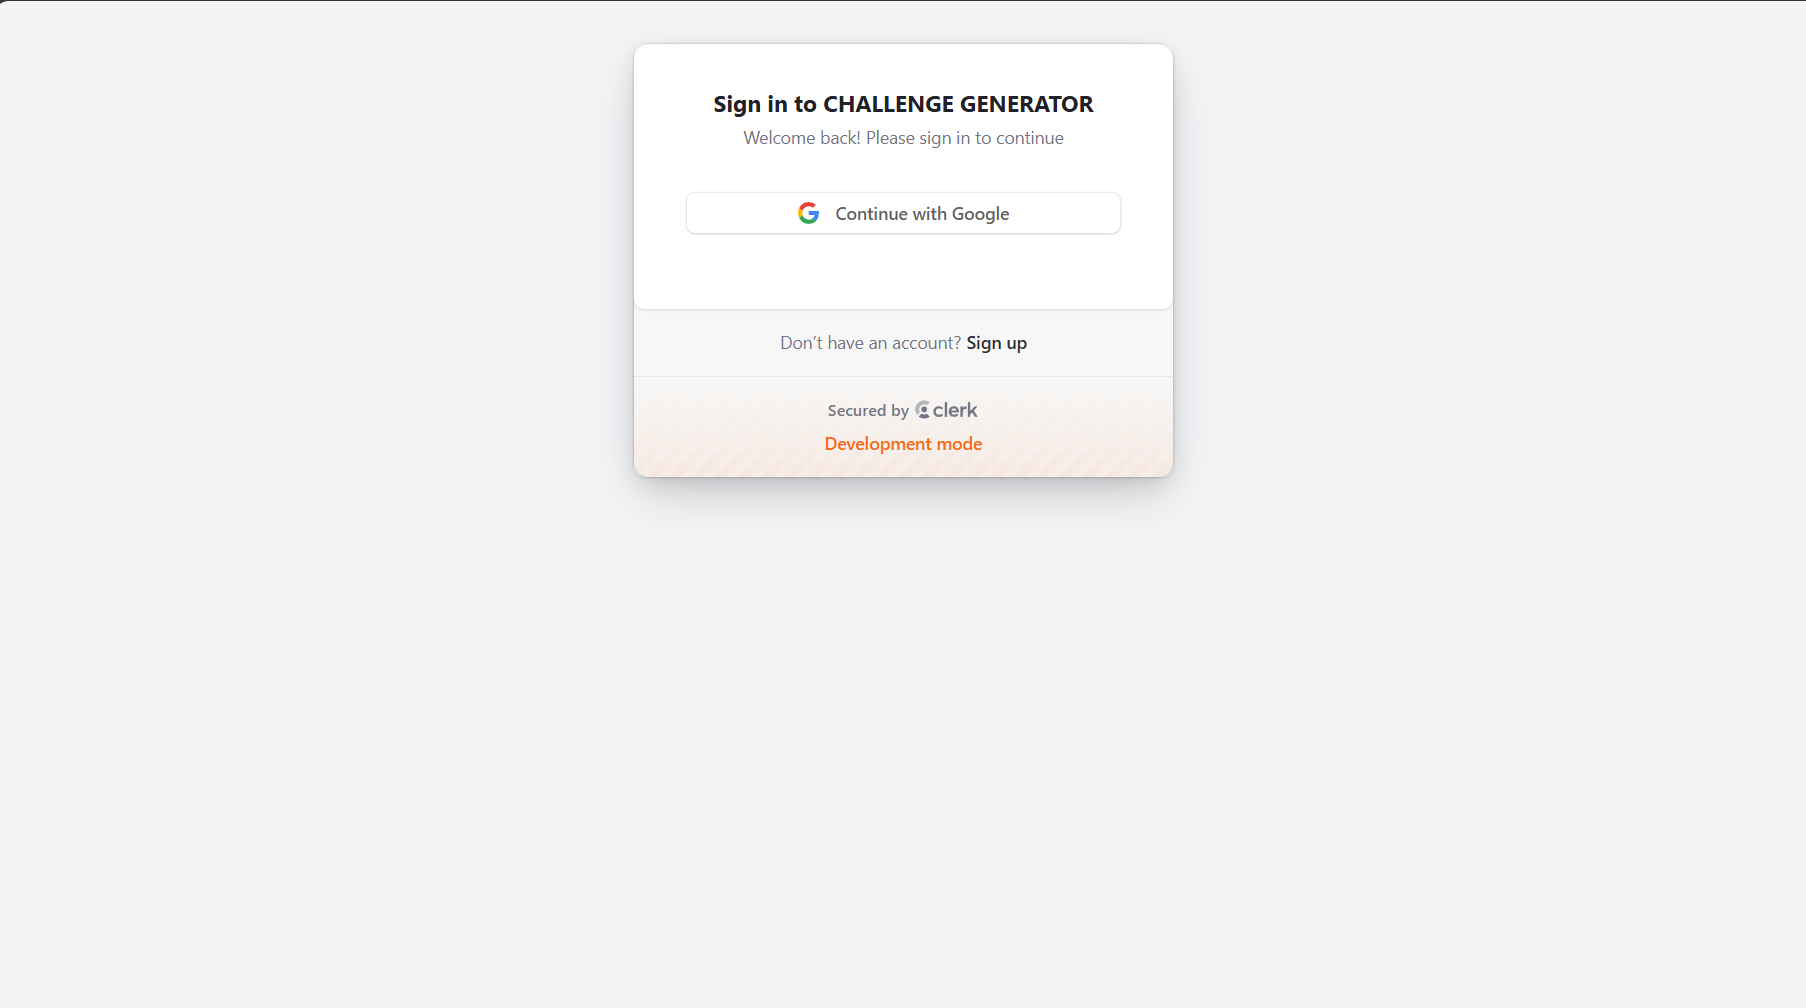 Sign in to CHALLENGE GENERATOR
Welcome back! Please sign in to continue
Continue with Google
Don’t have an account? Sign up
Secured by clerk
Development mode